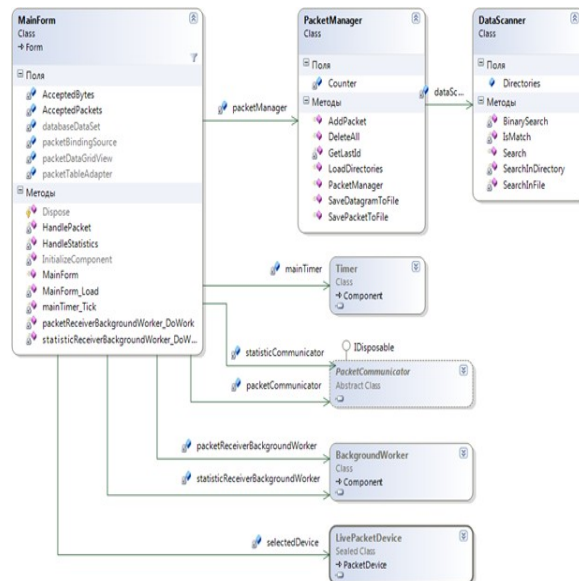 MainForm
Class
Form
Поля
AcceptedBytes
AcceptedPackets
databaseDataSet
packetBindingSource
packetDataGridView
packetTableAdapter
Методы
Dispose
HandlePacket
HandleStatistics
InitializeComponent
MainForm
MainForm_Load
mainTimer_Tick
packetReceiverBackgroundWorker_DoWork
statisticReceiverBackgroundWorker_DoW...
packetManager
PacketManager
Class
Поля
Counter
Методы
AddPacket
DeleteAll
GetLastId
LoadDirectories
PacketManager
SaveDatagramToFile
SavePacketToFile
dataSc...
DataScanner
Class
Поля
Directories
Методы
BinarySearch
IsMatch
Search
SearchInDirectory
SearchInFile
mainTimer
Timer
Class
Component
statisticCommunicator
packetCommunicator
IDisposable
PacketCommunicator
Abstract Class
packetReceiverBackgroundWorker
statisticReceiverBackgroundWorker
BackgroundWorker
Class
Component
selectedDevice
LivePacketDevice
Sealed Class
PacketDevice